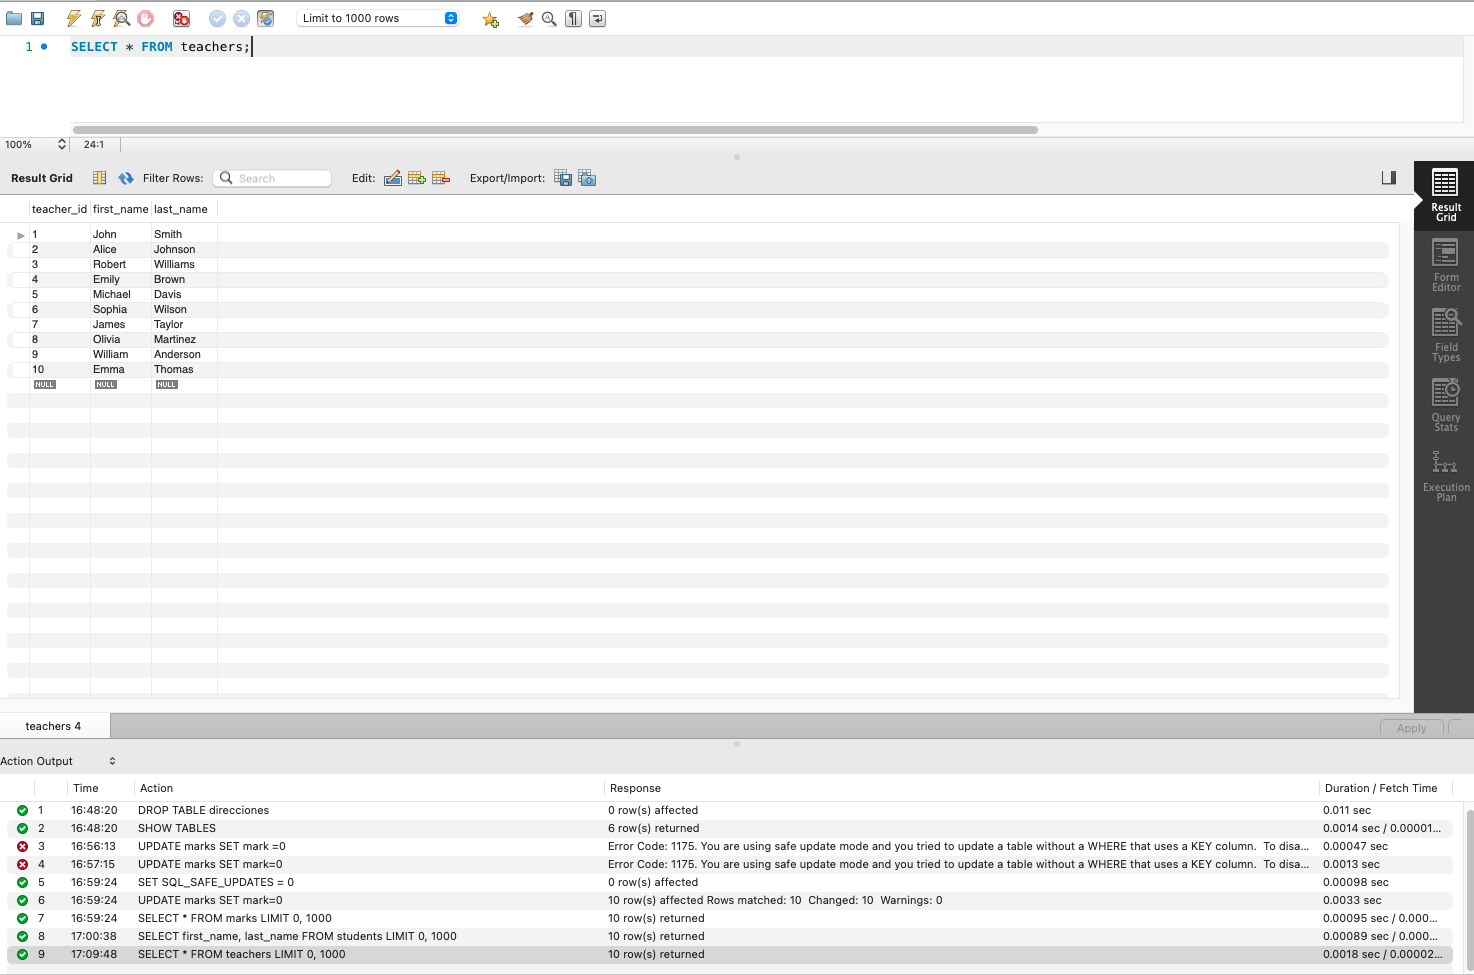 Limit to 1000 rows
1 SELECT * FROM teachers;
100% 24:1
Result Grid Filter Rows: Search Edit: Export/Import:
teacher_id first_name last_name
1 John Smith
2 Alice Johnson
3 Robert Williams
4 Emily Brown
5 Michael Davis
6 Sophia Wilson
7 James Taylor
8 Olivia Martinez
9 William Anderson
10 Emma Thomas
NULL NULL NULL
Result
Grid
Form
Editor
Field
Types
Query
Stats
Execution
Plan
teachers 4 Apply
Action Output
Time Action Response Duration / Fetch Time
1 16:48:20 DROP TABLE direcciones 0 row(s) affected 0.011 sec
2 16:48:20 SHOW TABLES 6 row(s) returned 0.0014 sec / 0.00001...
3 16:56:13 UPDATE marks SET mark =0 Error Code: 1175. You are using safe update mode and you tried to update a table without a WHERE that uses a KEY column.  To disa... 0.00047 sec
4 16:57:15 UPDATE marks SET mark=0 Error Code: 1175. You are using safe update mode and you tried to update a table without a WHERE that uses a KEY column.  To disa... 0.0013 sec
5 16:59:24 SET SQL_SAFE_UPDATES = 0 0 row(s) affected 0.00098 sec
6 16:59:24 UPDATE marks SET mark=0 10 row(s) affected Rows matched: 10  Changed: 10  Warnings: 0 0.0033 sec
7 16:59:24 SELECT * FROM marks LIMIT 0, 1000 10 row(s) returned 0.00095 sec / 0.000...
8 17:00:38 SELECT first_name, last_name FROM students LIMIT 0, 1000 10 row(s) returned 0.00089 sec / 0.000...
9 17:09:48 SELECT * FROM teachers LIMIT 0, 1000 10 row(s) returned 0.0018 sec / 0.00002...